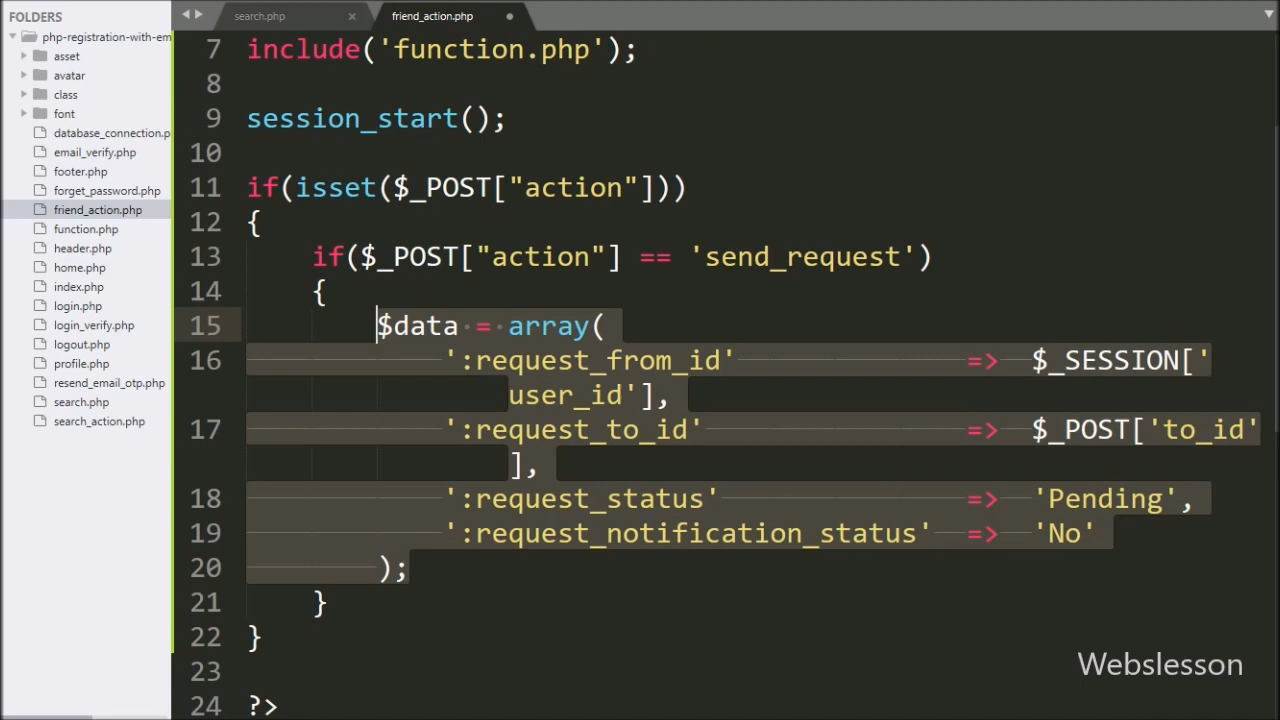 FOLDERS
php-registration-with-em
asset
avatar
class
font
database_connection.p
email_verify.php
footer.php
forget_password.php
friend_action.php
function.php
header.php
home.php
index.php
login.php
login_verify.php
logout.php
profile.php
resend_email_otp.php
search.php
search_action.php
search.php × friend_action.php
7 include('function.php');
8
9 session_start();
10
11 if(isset($_POST["action"]))
12 {
13 if($_POST["action"] == 'send_request')
14 {
15 $data = array(
16 ':request_from_id' => $_SESSION['
user_id'],
17 ':request_to_id' => $_POST['to_id'
],
18 ':request_status' => 'Pending',
19 ':request_notification_status' => 'No'
20 );
21 }
22 }
23
24 ?>
Webslesson